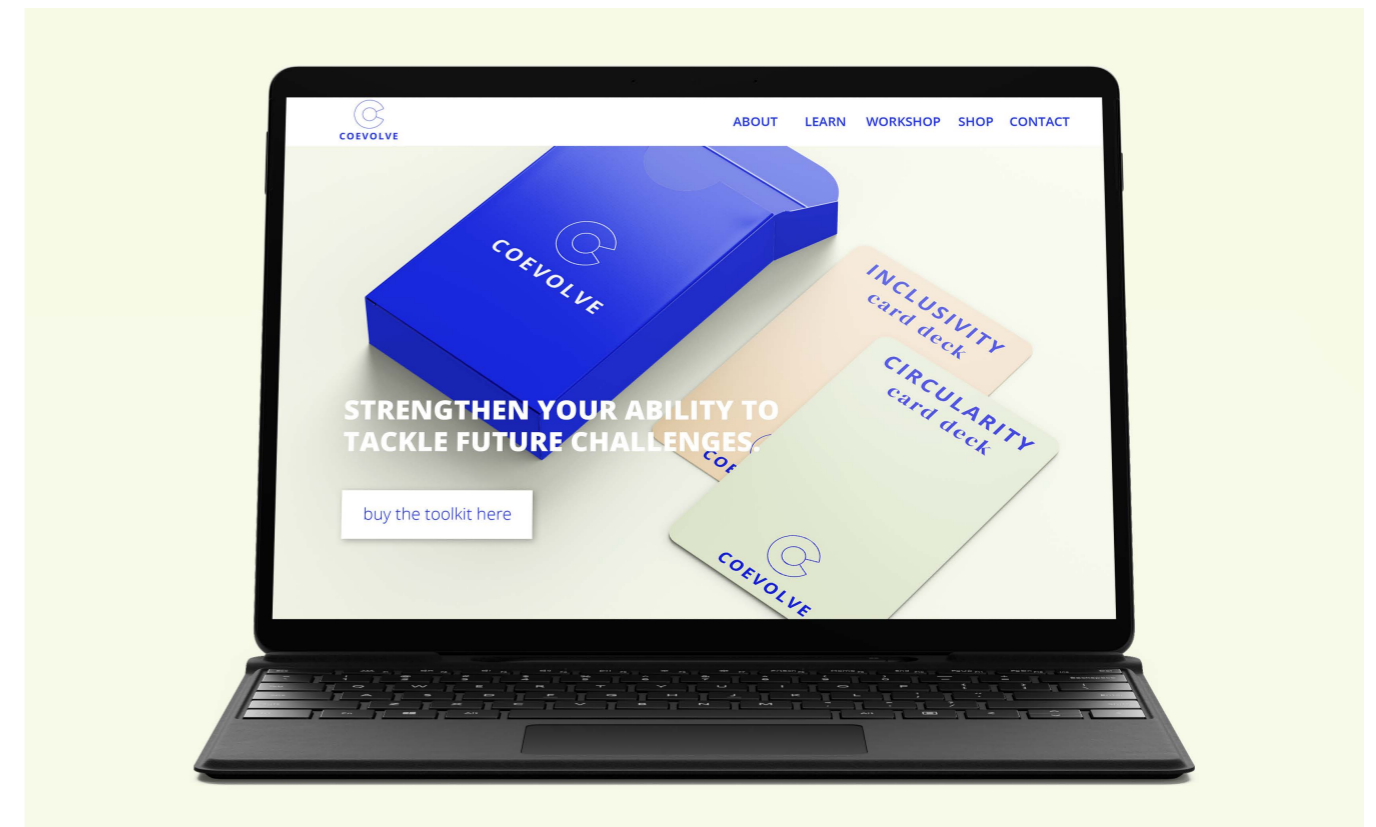 COEVOLVE
ABOUT LEARN WORKSHOP SHOP CONTACT
COEVOLVE
INCLUSIVITY
card deck
CIRCULARITY
card deck
STRENGTHEN YOUR ABILITY TO
TACKLE FUTURE CHALLENGES.
COE
buy the toolkit here
COEVOLVE